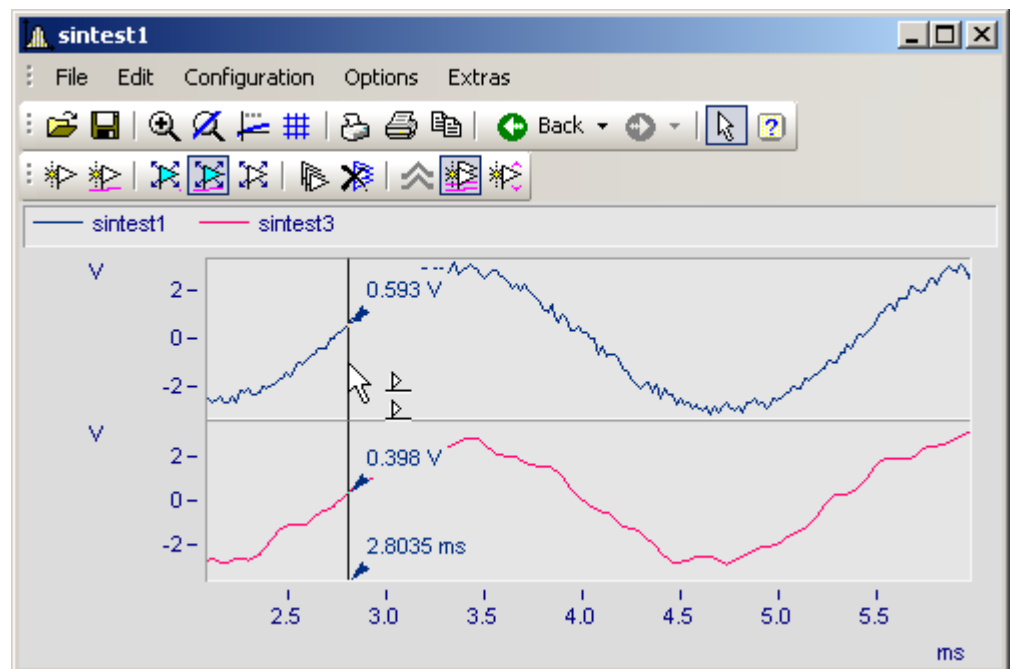 sintest1
File Edit Configuration Options Extras
Back
sintest1 sintest3
V
2
0.593 V
0
-2
V
2
0.398 V
0
-2
2.8035 ms
2.5 3.0 3.5 4.0 4.5 5.0 5.5
ms